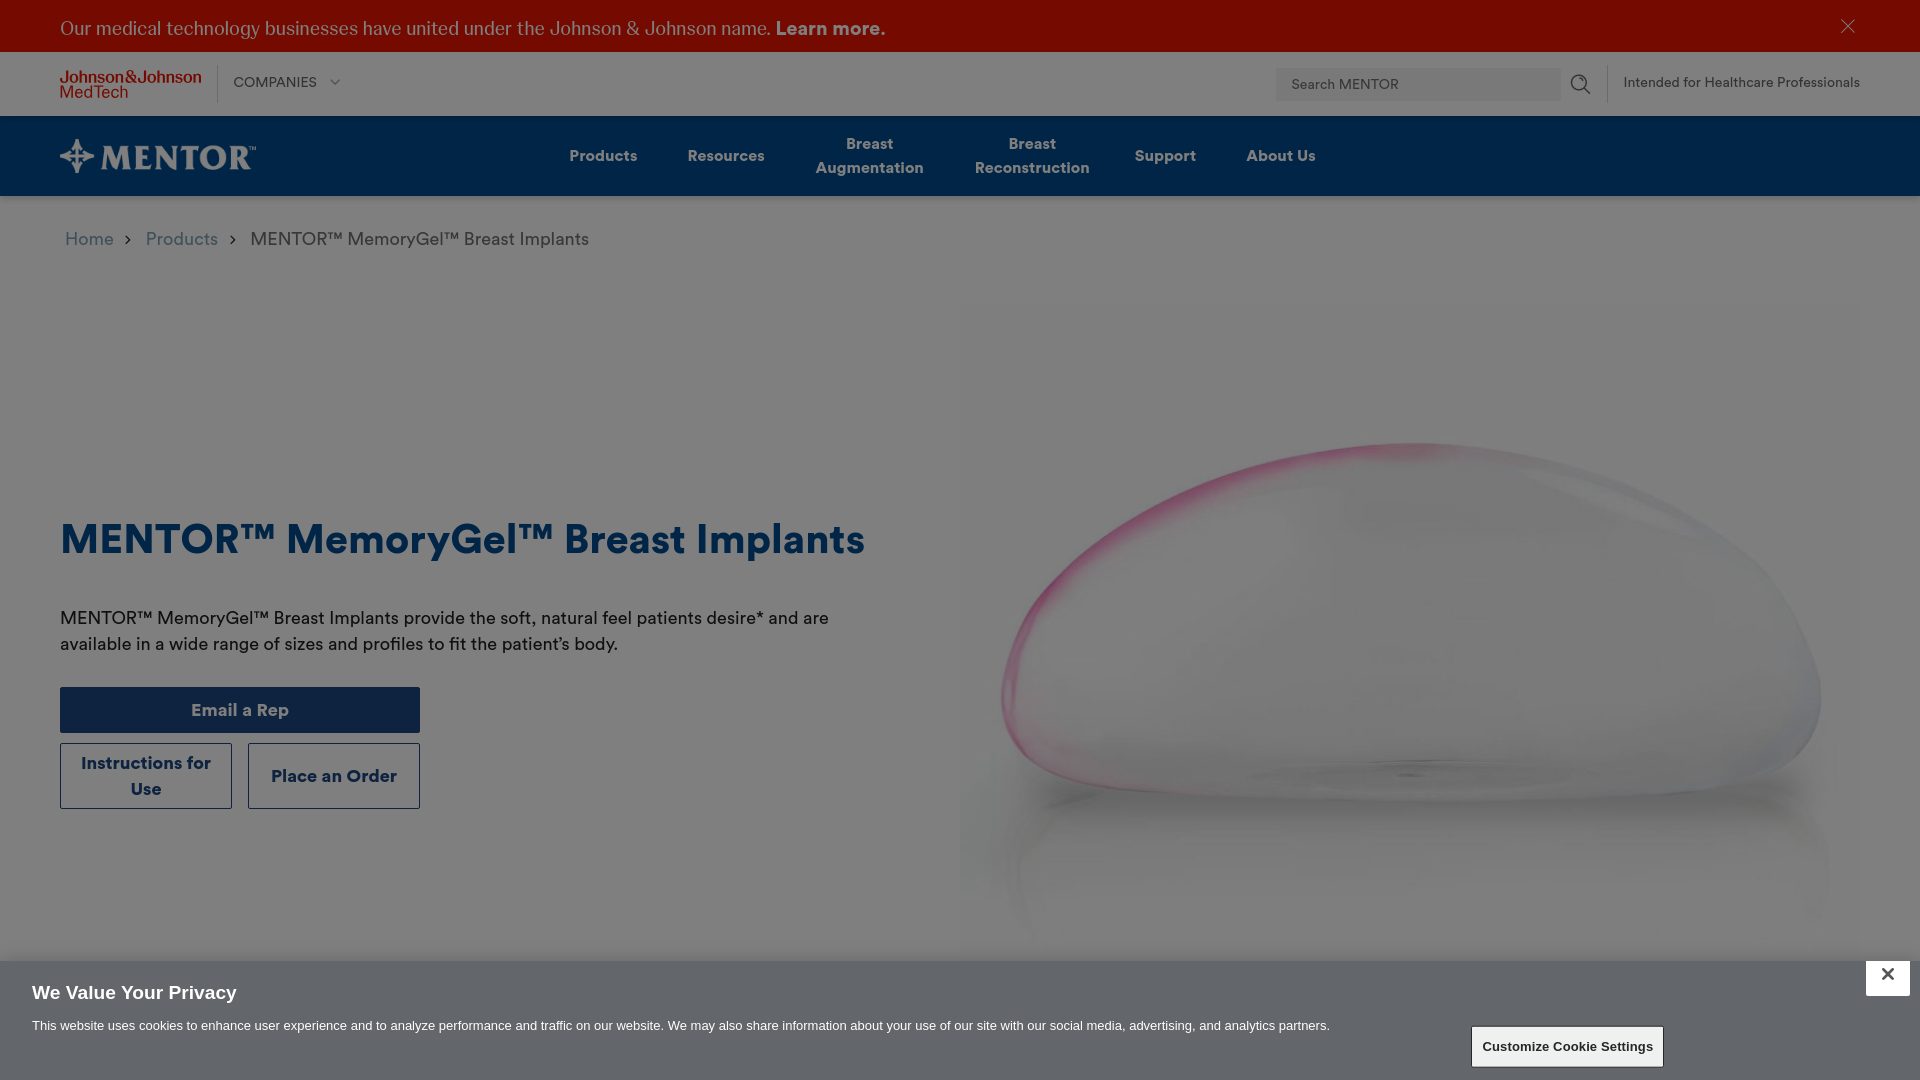 Our medical technology businesses have united under the Johnson & Johnson name. Learn more.
Johnson&Johnson
MedTech
COMPANIES
Search MENTOR
Intended for Healthcare Professionals
MENTOR™
Products
Resources
Breast
Augmentation
Breast
Reconstruction
Support
About Us
Home
Products
MENTOR™ MemoryGel™ Breast Implants
MENTOR™ MemoryGel™ Breast Implants
MENTOR™ MemoryGel™ Breast Implants provide the soft, natural feel patients desire* and are
available in a wide range of sizes and profiles to fit the patient’s body.
Email a Rep
Instructions for
Use
Place an Order
We Value Your Privacy
This website uses cookies to enhance user experience and to analyze performance and traffic on our website. We may also share information about your use of our site with our social media, advertising, and analytics partners.
Customize Cookie Settings